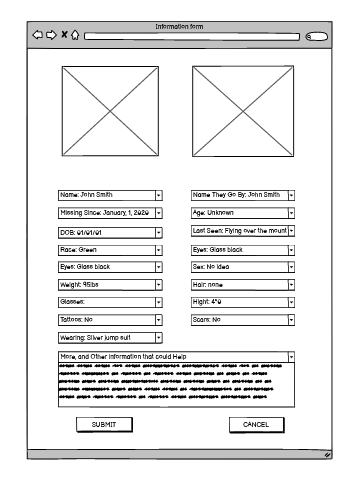 Information form
Name: John Smith
Name They Go By: John Smith
Missing Since: January, 1, 2020
Age: Unknown
DOB: 01/01/01
Last Seen: Flying over the mount
Race: Green
Eyes: Glass black
Eyes: Glass black
Sex: No Idea
Weight: 95lbs
Hair: none
Glasses:
Hight: 4"9
Tattoos: No
Scars: No
Wearing: Silver jump suit
More, and Other Information that could Help
SUBMIT
CANCEL